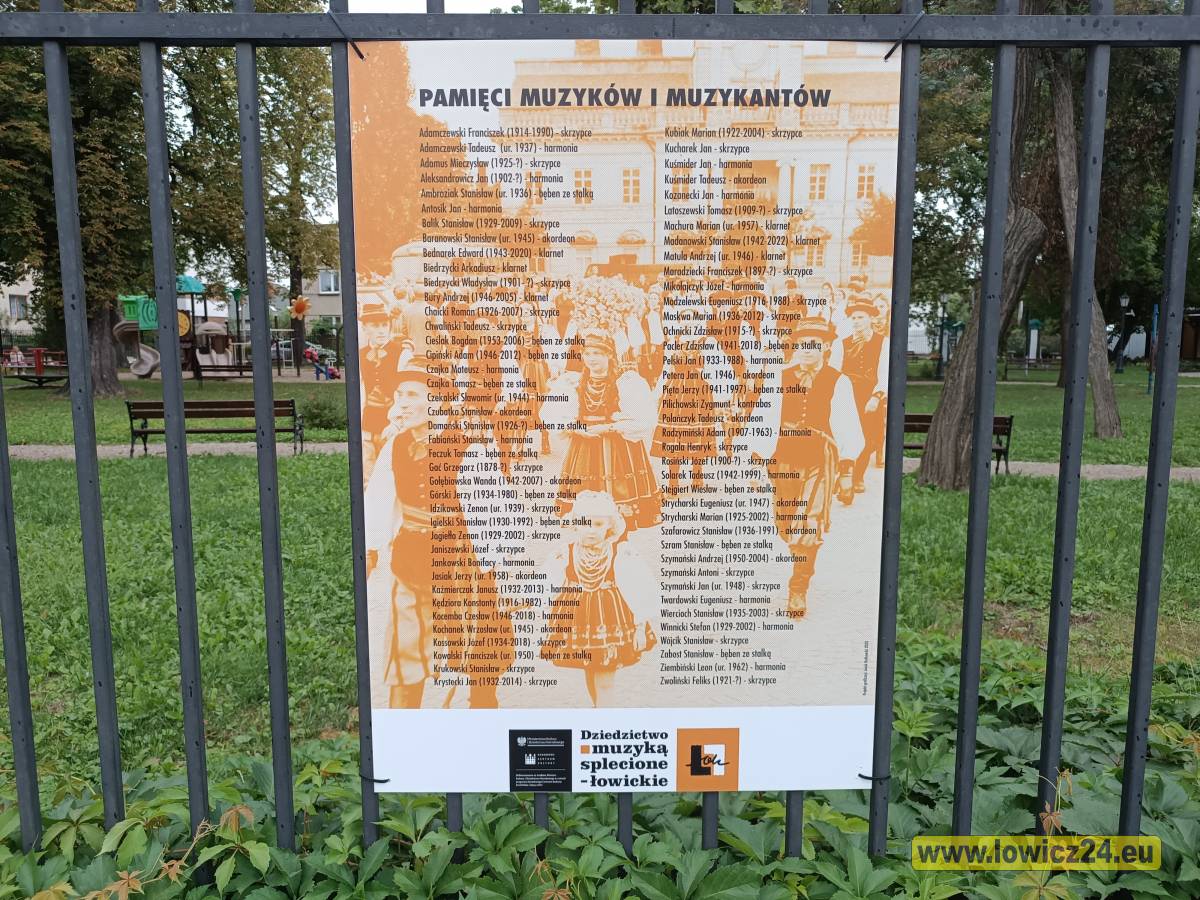 PAMIĘCI MUZYKÓW I MUZYKANTÓW
Adamczewski Franciszek (1914-1990) - skrzypce
Adamczewski Tadeusz (ur. 1937) - harmonia
Adamus Mieczysław (1925-?) - skrzypce
Aleksandrowicz Jan (1902-?) - harmonia
Ambroziak Stanisław (ur. 1936) - bęben ze stalką
Antosik Jan - harmonia
Balik Stanisław (1929-2009) - skrzypce
Baranowski Stanisław (ur. 1945) - akordeon
Bednarek Edward (1943-2020) - klarnet
Biedrzycki Arkadiusz - klarnet
Biedrzycki Władysław (1901- ?) - skrzypce
Bury Andrzej (1946-2005) - klarnet
Chaicki Roman (1926-2007) - skrzypce
Chwaliński Tadeusz - skrzypce
Cieślak Bogdan (1953-2006) - bęben ze stalką
Cipiński Adam (1946-2012) - bęben ze stalką
Czajka Mateusz - harmonia
Czajka Tomasz - bęben ze stalką
Czekalski Sławomir (ur. 1944) - harmonia
Czubatka Stanisław - akordeon
Domański Stanisław (1926-?) - bęben ze stalką
Fabiański Stanisław - harmonia
Feczuk Tomasz - bęben ze stalką
Gać Grzegorz (1878-?) - skrzypce
Gołębiowska Wanda (1942-2007) - akordeon
Górski Jerzy (1934-1980) - bęben ze stalką
Idzikowski Zenon (ur. 1939) - skrzypce
Igielski Stanisław (1930-1992) - bęben ze stalką
Jagiełło Zenon (1929-2002) - skrzypce
Janiszewski Józef - skrzypce
Jankowski Bonifacy - harmonia
Jasiak Jerzy (ur. 1958) - akordeon
Kaźmierczak Janusz (1932-2013) - harmonia
Kędziora Konstanty (1916-1982) - harmonia
Kocemba Czesław (1946-2018) - harmonia
Kochanek Wrzosław (ur. 1945) - akordeon
Kossowski Józef (1934-2018) - skrzypce
Kowalski Franciszek (ur. 1950) - bęben ze stalką
Krukowski Stanisław - skrzypce
Krystecki Jan (1932-2014) - skrzypce
Kubiak Marian (1922-2004) - skrzypce
Kucharek Jan - skrzypce
Kuśmider Jan - harmonia
Kuśmider Tadeusz - akordeon
Kozanecki Jan - harmonia
Latoszewski Tomasz (1909-?) - skrzypce
Machura Marian (ur. 1957) - klarnet
Madanowski Stanisław (1942-2022) - klarnet
Matuła Andrzej (ur. 1946) - klarnet
Maradziecki Franciszek (1897-?) - skrzypce
Mikołajczyk Józef - harmonia
Modzelewski Eugeniusz (1916-1988) - skrzypce
Moskwa Marian (1936-2012) - skrzypce
Ochnicki Zdzisław (1915-?) - skrzypce
Pacler Zdzisław (1941-2018) - bęben ze stalką
Pełski Jan (1933-1988) - harmonia
Petera Jan (ur. 1946) - akordeon
Pięta Jerzy (1941-1997) - bęben ze stalką
Pilichowski Zygmunt - kontrabas
Polańczyk Tadeusz - akordeon
Radzymiński Adam (1907-1963) - harmonia
Rogala Henryk - skrzypce
Rosiński Józef (1900-?) - skrzypce
Solarek Tadeusz (1942-1999) - harmonia
Stejgiert Wiesław - bęben ze stalką
Strycharski Eugeniusz (ur. 1947) - akordeon
Strycharski Marian (1925-2002) - harmonia
Szafarowicz Stanisław (1936-1991) - akordeon
Szram Stanisław - bęben ze stalką
Szymański Andrzej (1950-2004) - akordeon
Szymański Antoni - skrzypce
Szymański Jan (ur. 1948) - skrzypce
Twardowski Eugeniusz - harmonia
Wiercioch Stanisław (1935-2003) - skrzypce
Winnicki Stefan (1929-2002) - harmonia
Wójcik Stanisław - skrzypce
Zabost Stanisław - bęben ze stalką
Ziembiński Leon (ur. 1962) - harmonia
Zwoliński Feliks (1921-?) - skrzypce
Dziedzictwo
muzyką
splecione
-łowickie
www.lowicz24.eu